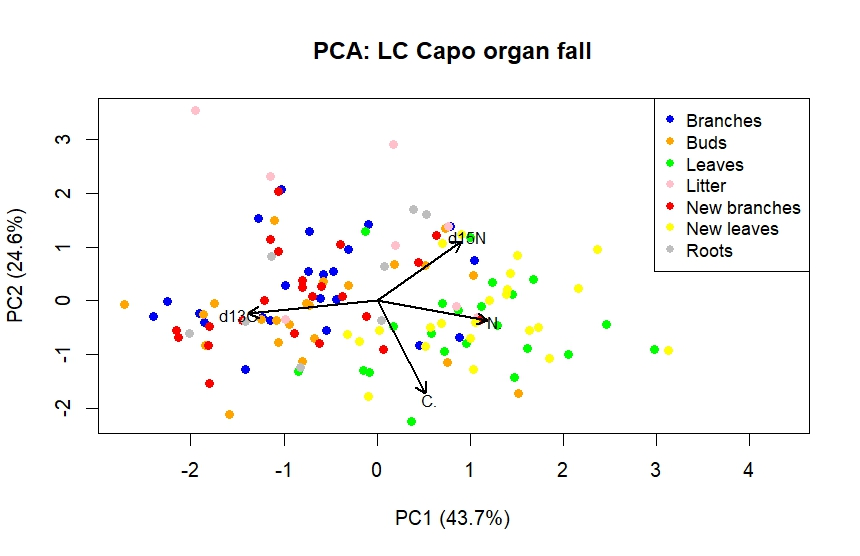 PCA: LC Capo organ fall
Branches
Buds
Leaves
Litter
New branches
New leaves
Roots
PC2 (24.6%)
3
2
1
0
-1
-2
d15N
d13C
N
C.
-2
-1
0
1
2
3
4
PC1 (43.7%)